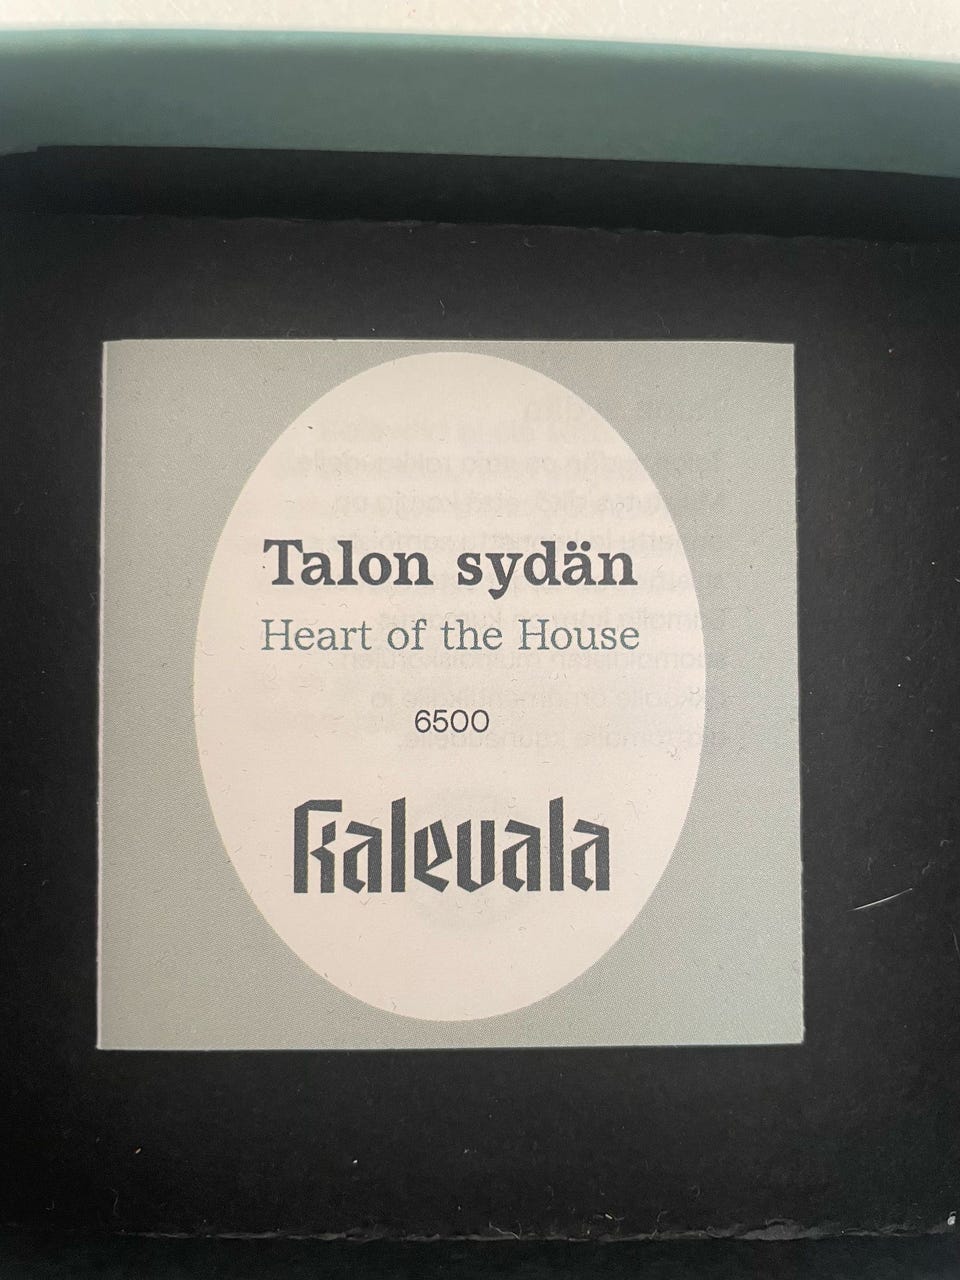 Talon sydän
Heart of the House
6500
Kalevala